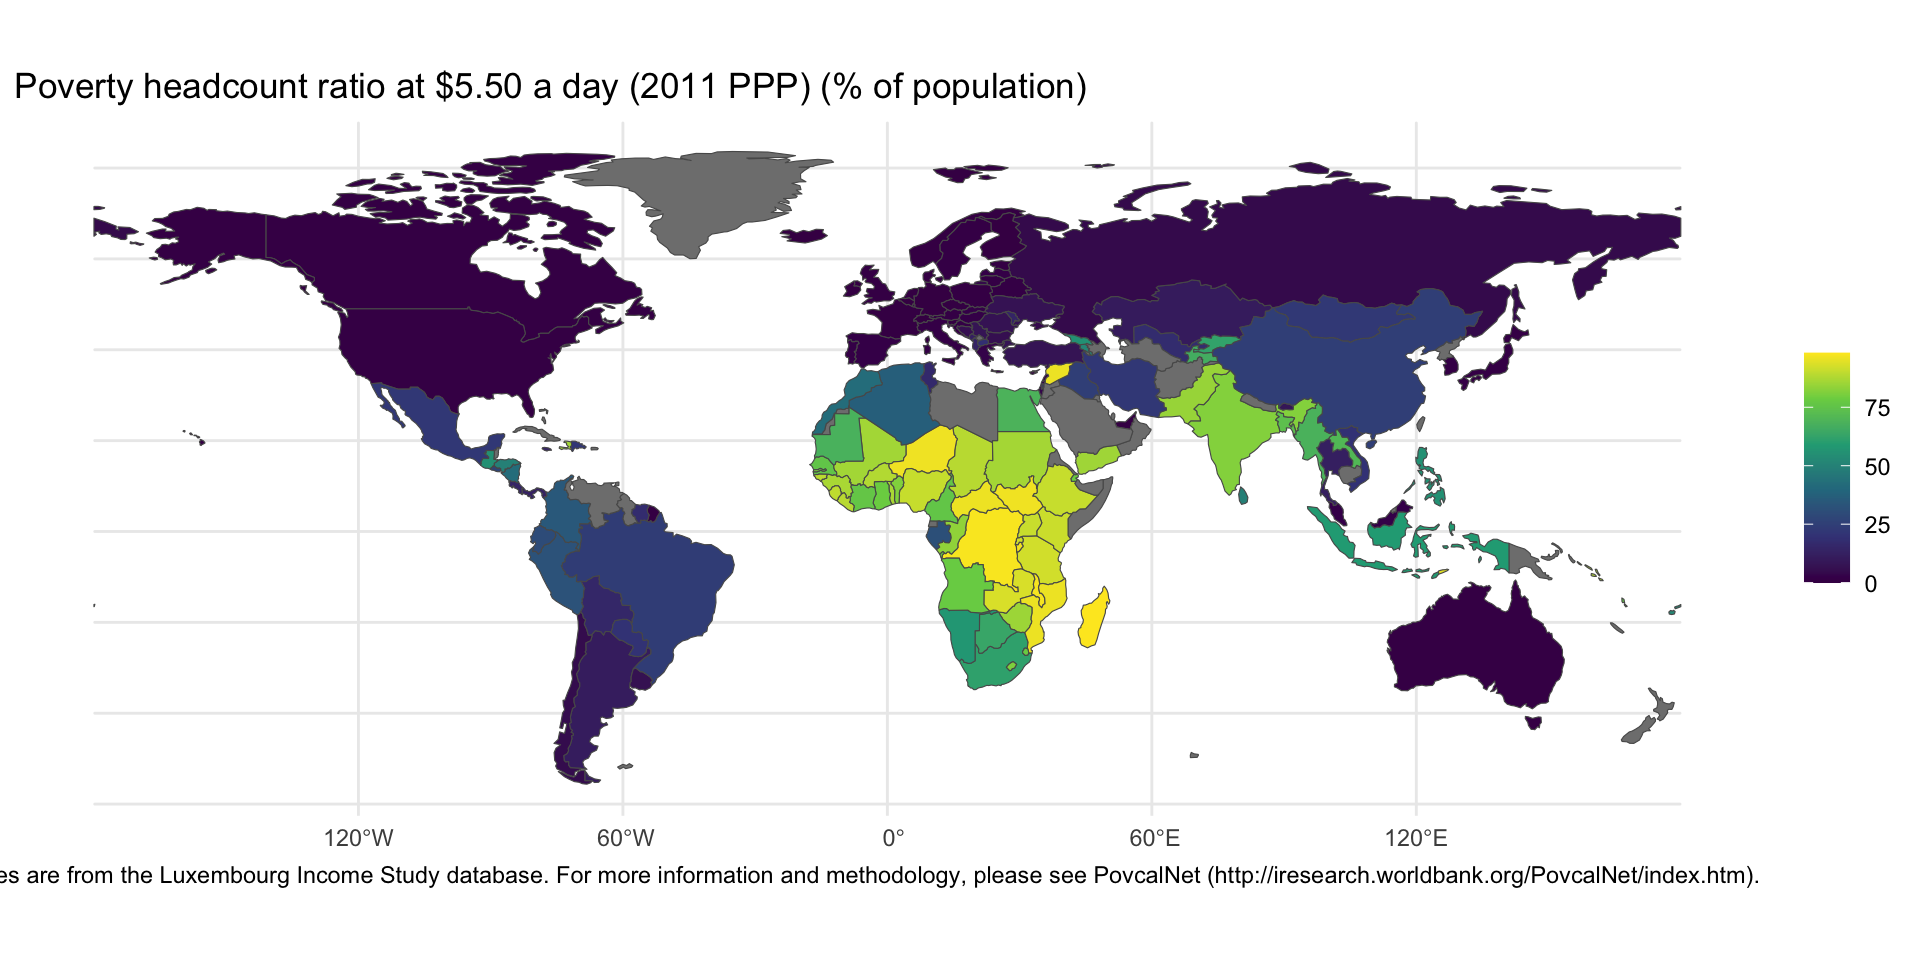 Poverty headcount ratio at $5.50 a day (2011 PPP) (% of population)
75
50
25
0
120°W 60°W 0° 60°E 120°E
es are from the Luxembourg Income Study database. For more information and methodology, please see PovcalNet (http://iresearch.worldbank.org/PovcalNet/index.htm).